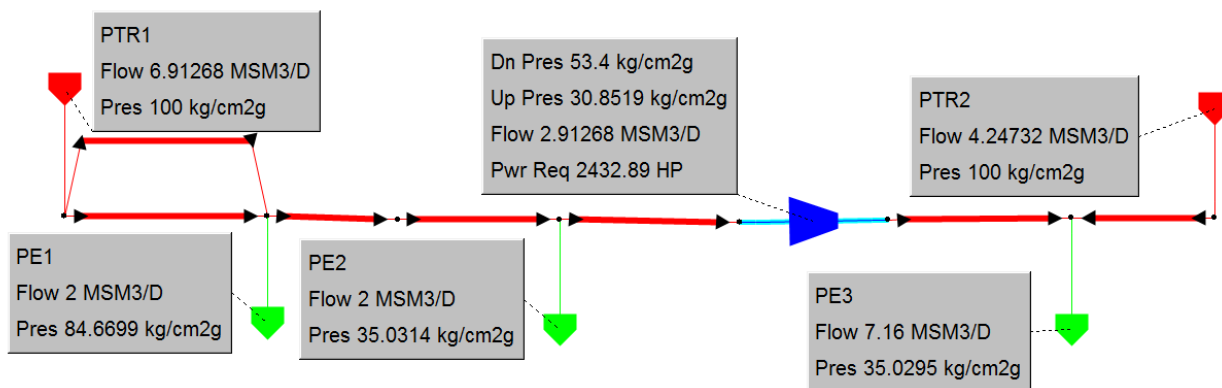 PTR1
Flow 6.91268 MSM3/D
Pres 100 kg/cm2g
Dn Pres 53.4 kg/cm2g
Up Pres 30.8519 kg/cm2g
Flow 2.91268 MSM3/D
Pwr Req 2432.89 HP
PTR2
Flow 4.24732 MSM3/D
Pres 100 kg/cm2g
PE1
Flow 2 MSM3/D
Pres 84.6699 kg/cm2g
PE2
Flow 2 MSM3/D
Pres 35.0314 kg/cm2g
PE3
Flow 7.16 MSM3/D
Pres 35.0295 kg/cm2g